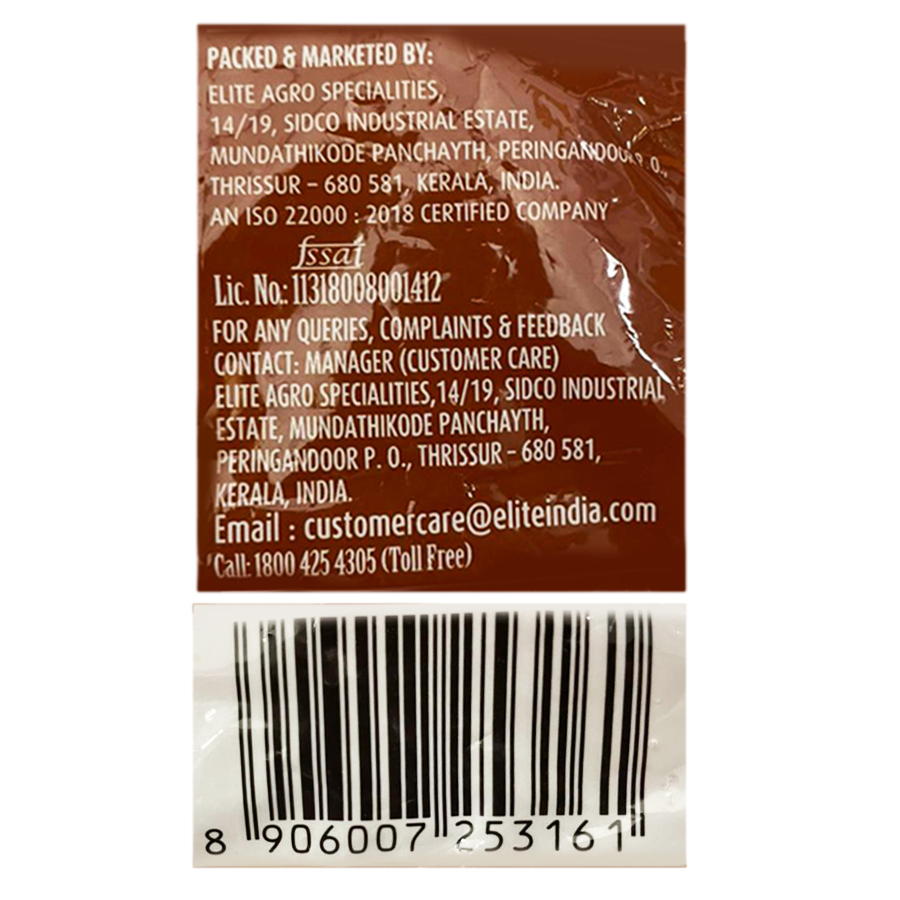 PACKED & MARKETED BY:
ELITE AGRO SPECIALITIES,
14/19, SIDCO INDUSTRIAL ESTATE,
MUNDATHIKODE PANCHAYTH, PERINGANDOOR P.O.,
THRISSUR – 680 581, KERALA, INDIA.
AN ISO 22000 : 2018 CERTIFIED COMPANY
fssai
Lic. No.: 11318008001412
FOR ANY QUERIES, COMPLAINTS & FEEDBACK
CONTACT: MANAGER (CUSTOMER CARE)
ELITE AGRO SPECIALITIES,14/19, SIDCO INDUSTRIAL
ESTATE, MUNDATHIKODE PANCHAYTH,
PERINGANDOOR P. O., THRISSUR – 680 581,
KERALA, INDIA.
Email : customercare@eliteindia.com
Call: 1800 425 4305 (Toll Free)
8 906007 253161